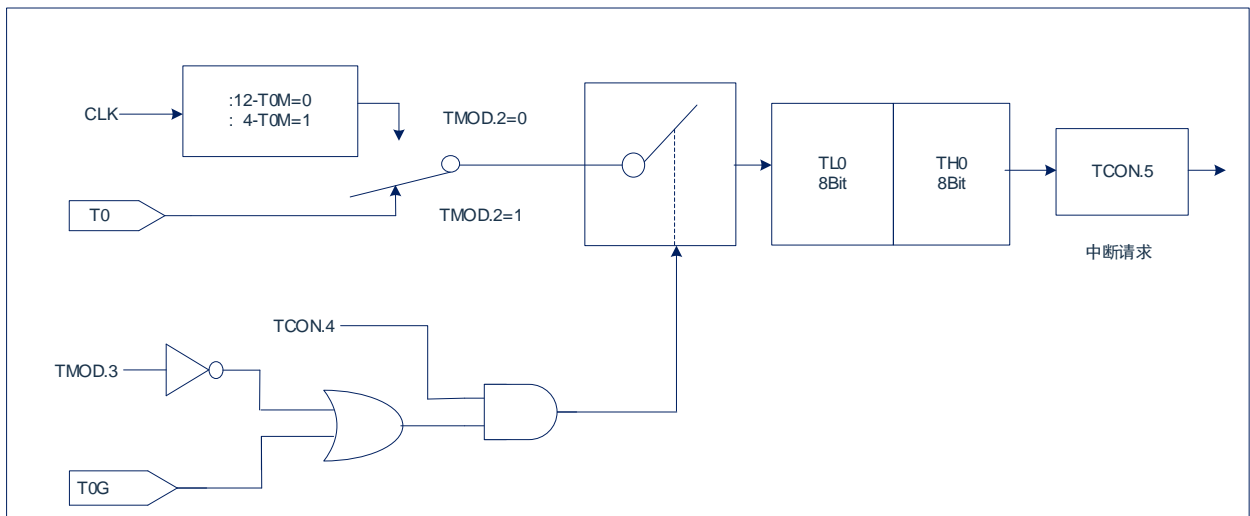 CLK
:12-T0M=0
: 4-T0M=1
TMOD.2=0
T0
TMOD.2=1
TL0
8Bit
TH0
8Bit
TCON.5
中断请求
TCON.4
TMOD.3
T0G